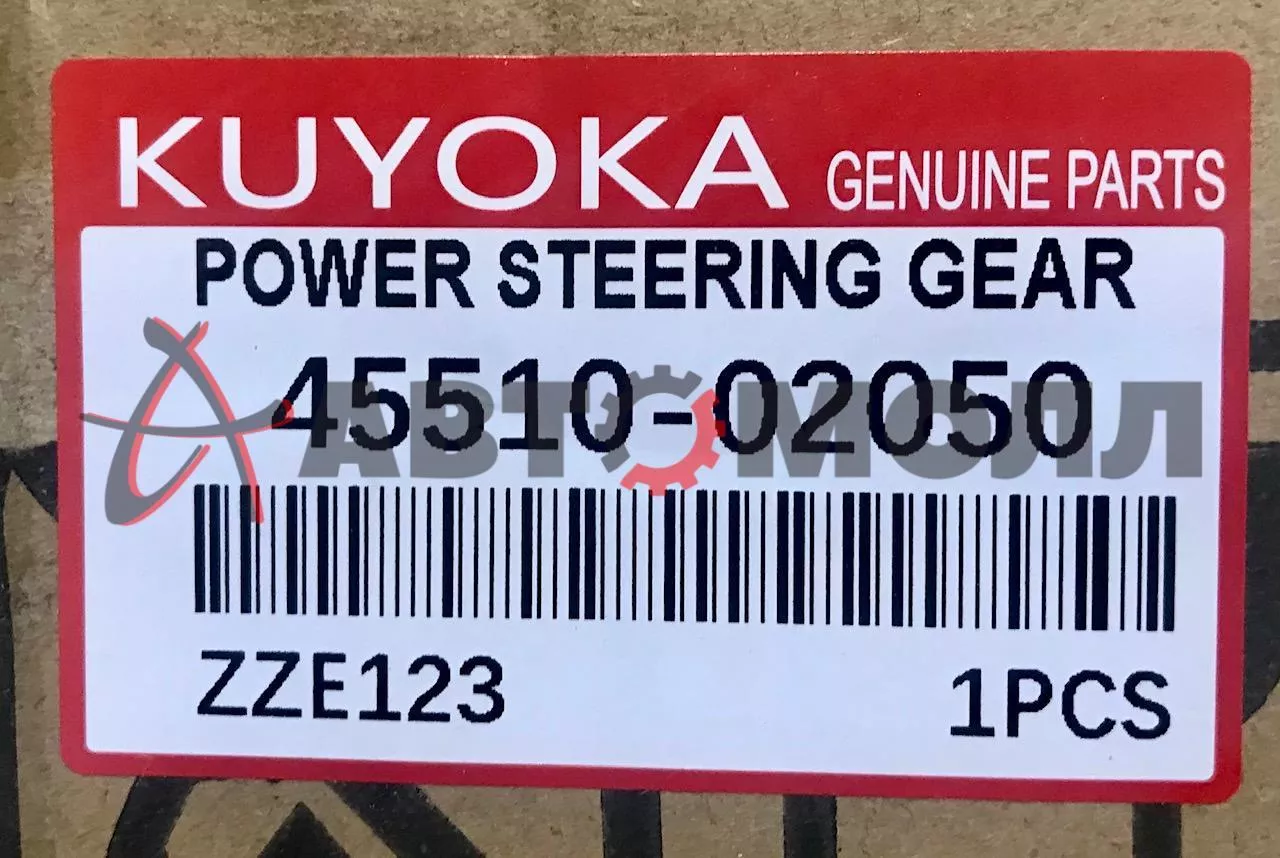 KUYOKA GENUINE PARTS
POWER STEERING GEAR
45510-02050
АВТОМОЛЛ
ZZE123 1PCS